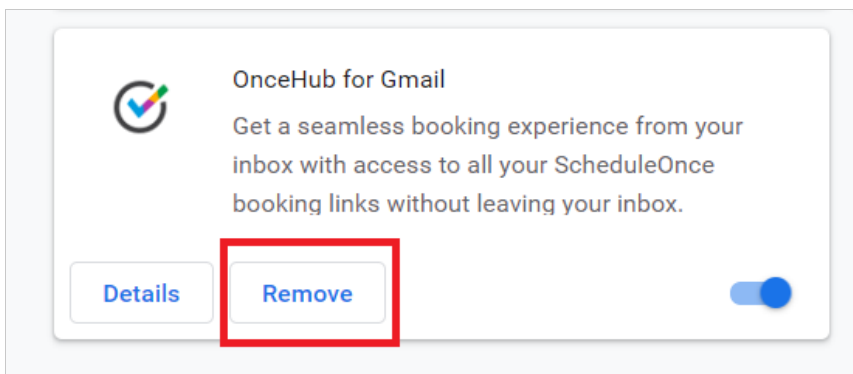 OnceHub for Gmail
Get a seamless booking experience from your
inbox with access to all your ScheduleOnce
booking links without leaving your inbox.
Details Remove